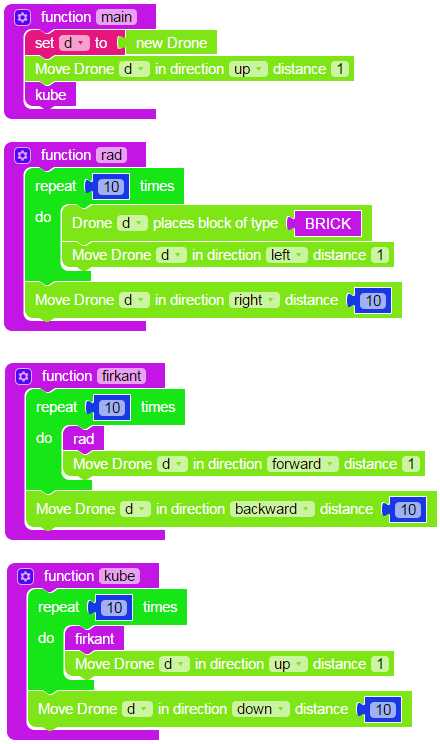 function main
set d to new Drone
Move Drone d in direction up distance 1
kube
function rad
repeat 10 times
do
Drone d places block of type BRICK
Move Drone d in direction left distance 1
Move Drone d in direction right distance 10
function firkant
repeat 10 times
do rad
Move Drone d in direction forward distance 1
Move Drone d in direction backward distance 10
function kube
repeat 10 times
do firkant
Move Drone d in direction up distance 1
Move Drone d in direction down distance 10